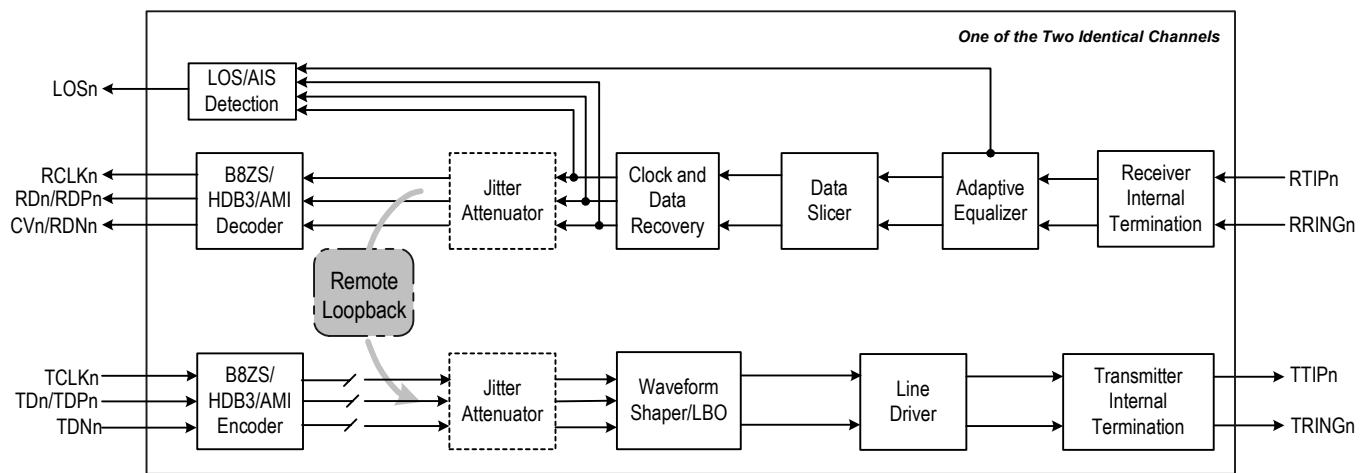 One of the Two Identical Channels
LOSn
LOS/AIS
Detection
RCLKn
RDn/RDPn
CVn/RDNn
B8ZS/
HDB3/AMI
Decoder
Jitter
Attenuator
Clock and
Data
Recovery
Data
Slicer
Adaptive
Equalizer
Receiver
Internal
Termination
RTIPn
RRINGn
Remote
Loopback
TCLKn
TDn/TDPn
TDNn
B8ZS/
HDB3/AMI
Encoder
Jitter
Attenuator
Waveform
Shaper/LBO
Line
Driver
Transmitter
Internal
Termination
TTIPn
TRINGn